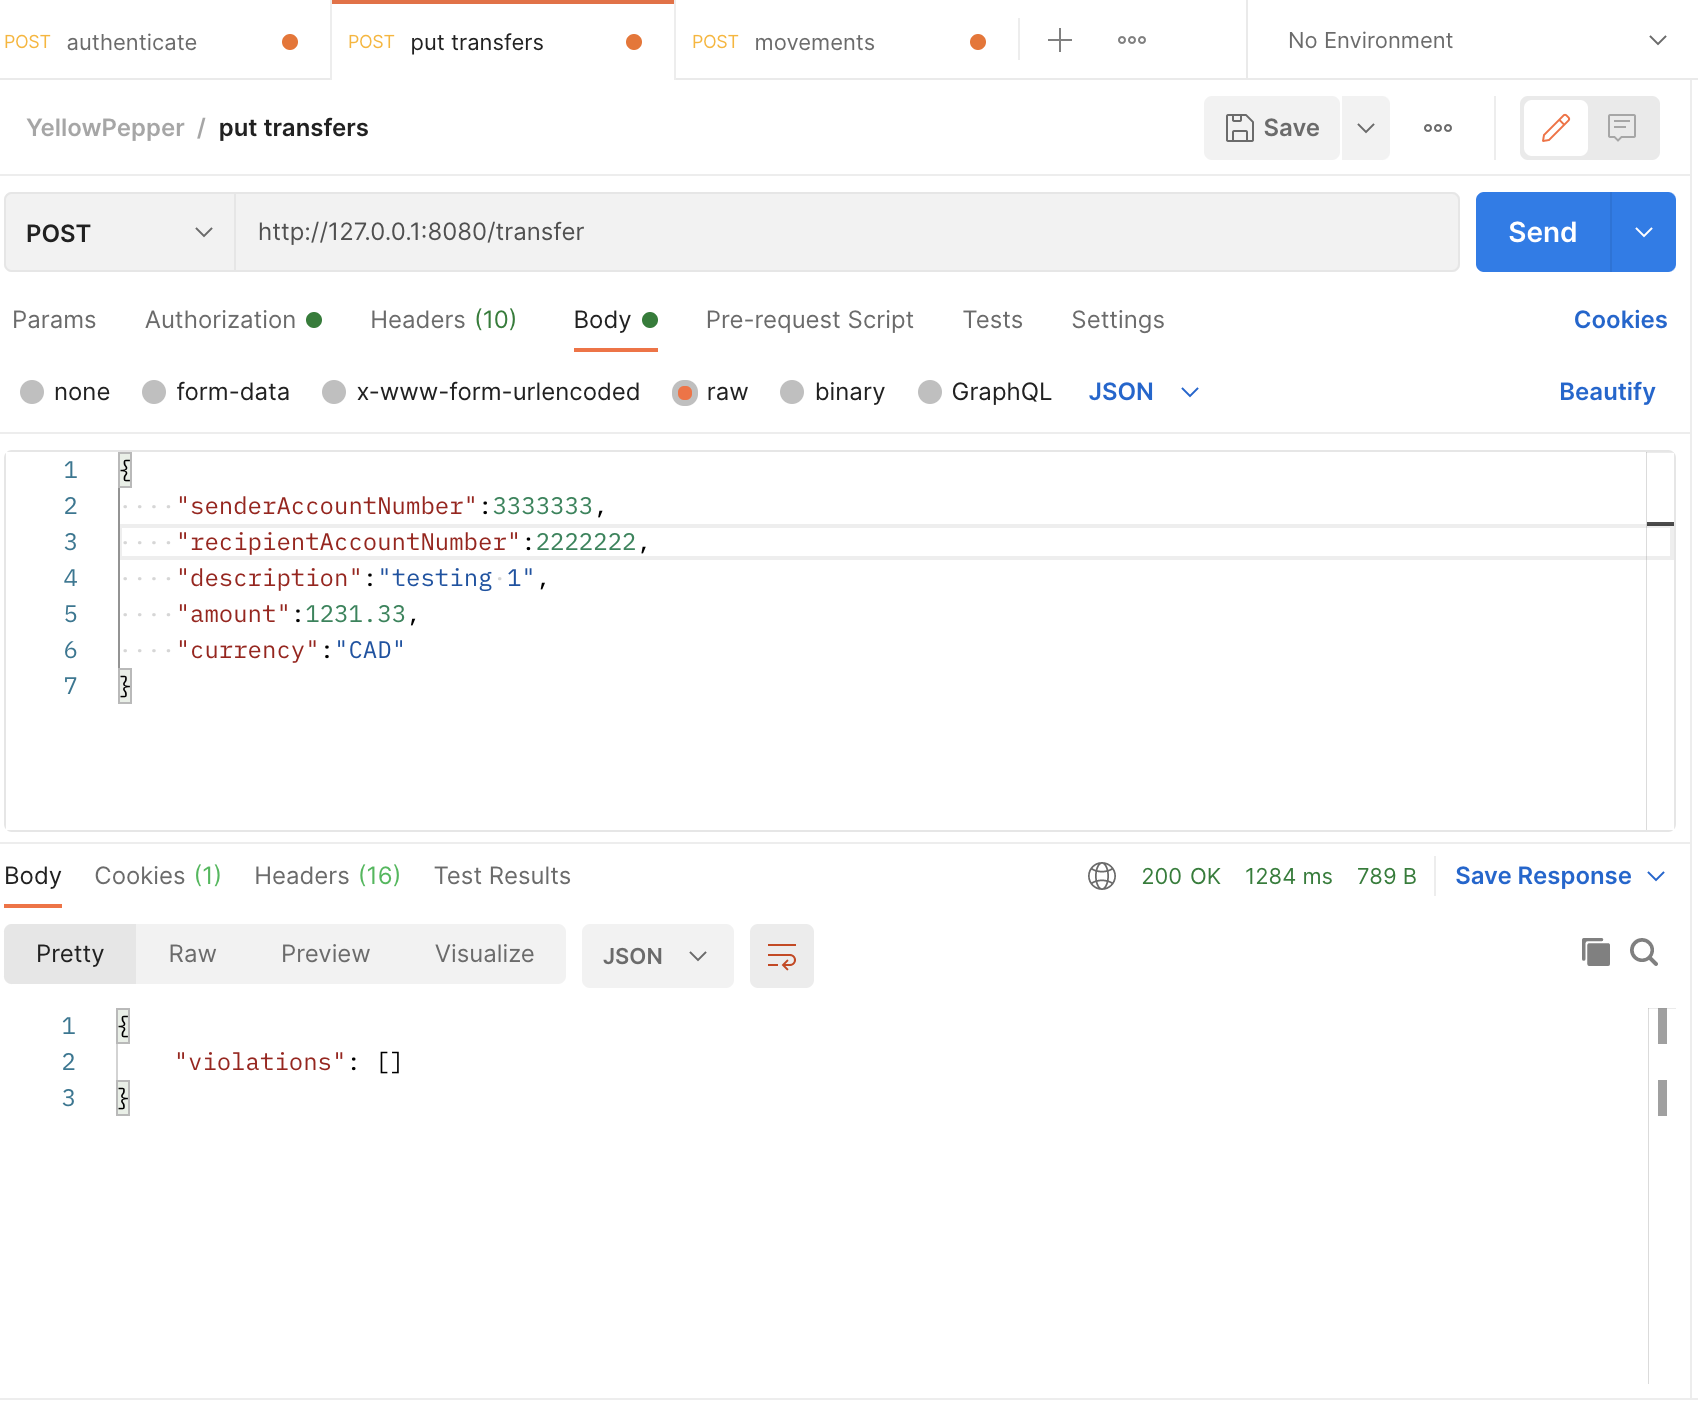 POST authenticate POST put transfers POST movements No Environment
YellowPepper / put transfers Save
POST http://127.0.0.1:8080/transfer Send
Params Authorization Headers (10) Body Pre-request Script Tests Settings Cookies
none form-data x-www-form-urlencoded raw binary GraphQL JSON Beautify
1 {
2 "senderAccountNumber":3333333,
3 "recipientAccountNumber":2222222,
4 "description":"testing 1",
5 "amount":1231.33,
6 "currency":"CAD"
7 }
Body Cookies (1) Headers (16) Test Results 200 OK 1284 ms 789 B Save Response
Pretty Raw Preview Visualize JSON
1 {
2 "violations": []
3 }